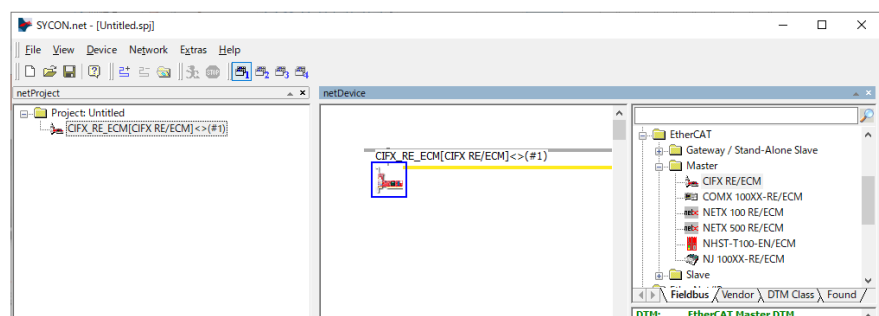 SYCON.net - [Untitled.spj]
File View Device Network Extras Help
netProject
Project: Untitled
CIFX_RE_ECM[CIFX RE/ECM]<>(#1)
netDevice
CIFX_RE_ECM[CIFX RE/ECM]<>(#1)
EtherCAT
Gateway / Stand-Alone Slave
Master
CIFX RE/ECM
COMX 100XX-RE/ECM
NETX 100 RE/ECM
NETX 500 RE/ECM
NHST-T100-EN/ECM
NJ 100XX-RE/ECM
Slave
Fieldbus Vendor DTM Class Found
DTM: EtherCAT Master DTM